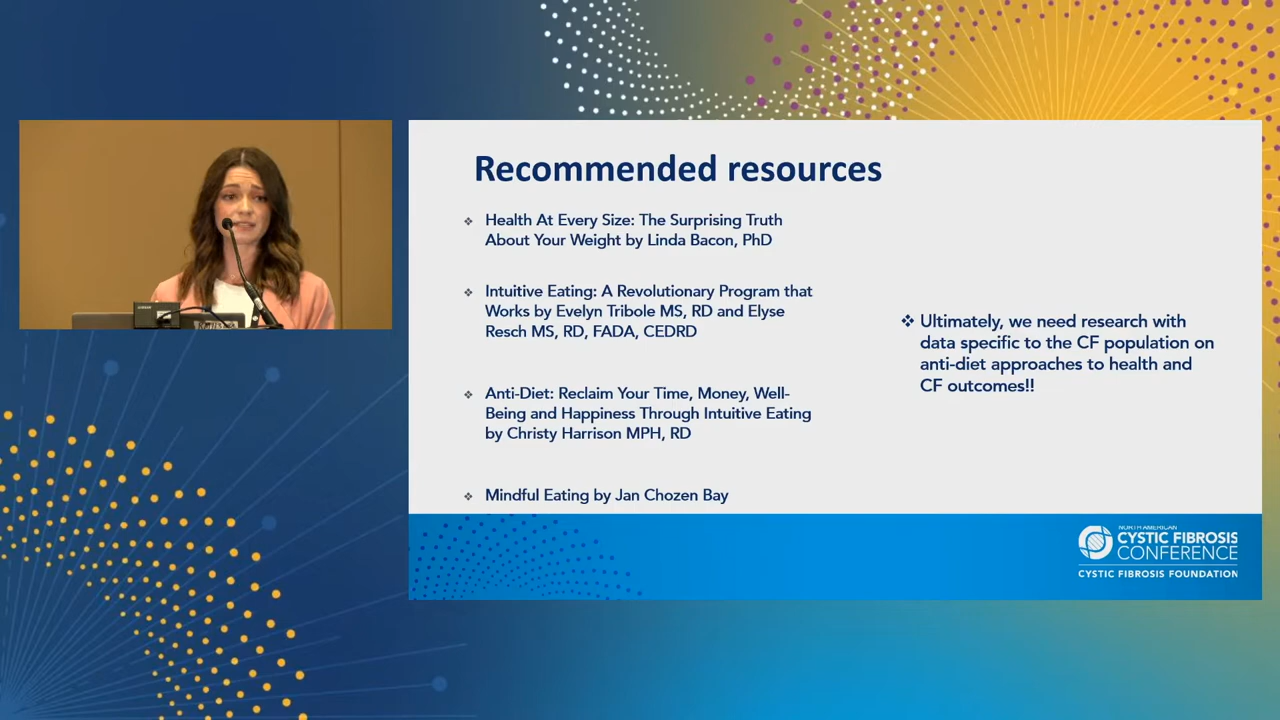 Recommended resources
Health At Every Size: The Surprising Truth
About Your Weight by Linda Bacon, PhD
Intuitive Eating: A Revolutionary Program that
Works by Evelyn Tribole MS, RD and Elyse
Resch MS, RD, FADA, CEDRD
Anti-Diet: Reclaim Your Time, Money, Well-
Being and Happiness Through Intuitive Eating
by Christy Harrison MPH, RD
Mindful Eating by Jan Chozen Bay
Ultimately, we need research with
data specific to the CF population on
anti-diet approaches to health and
CF outcomes!!
NORTH AMERICAN
CYSTIC FIBROSIS
CONFERENCE
CYSTIC FIBROSIS FOUNDATION